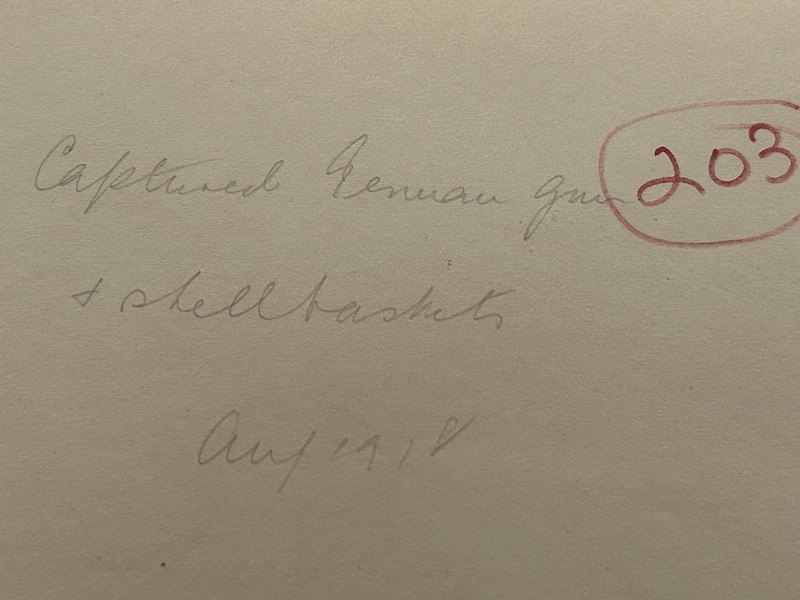 Captured German gun
203
& shell baskets
Aug 1918